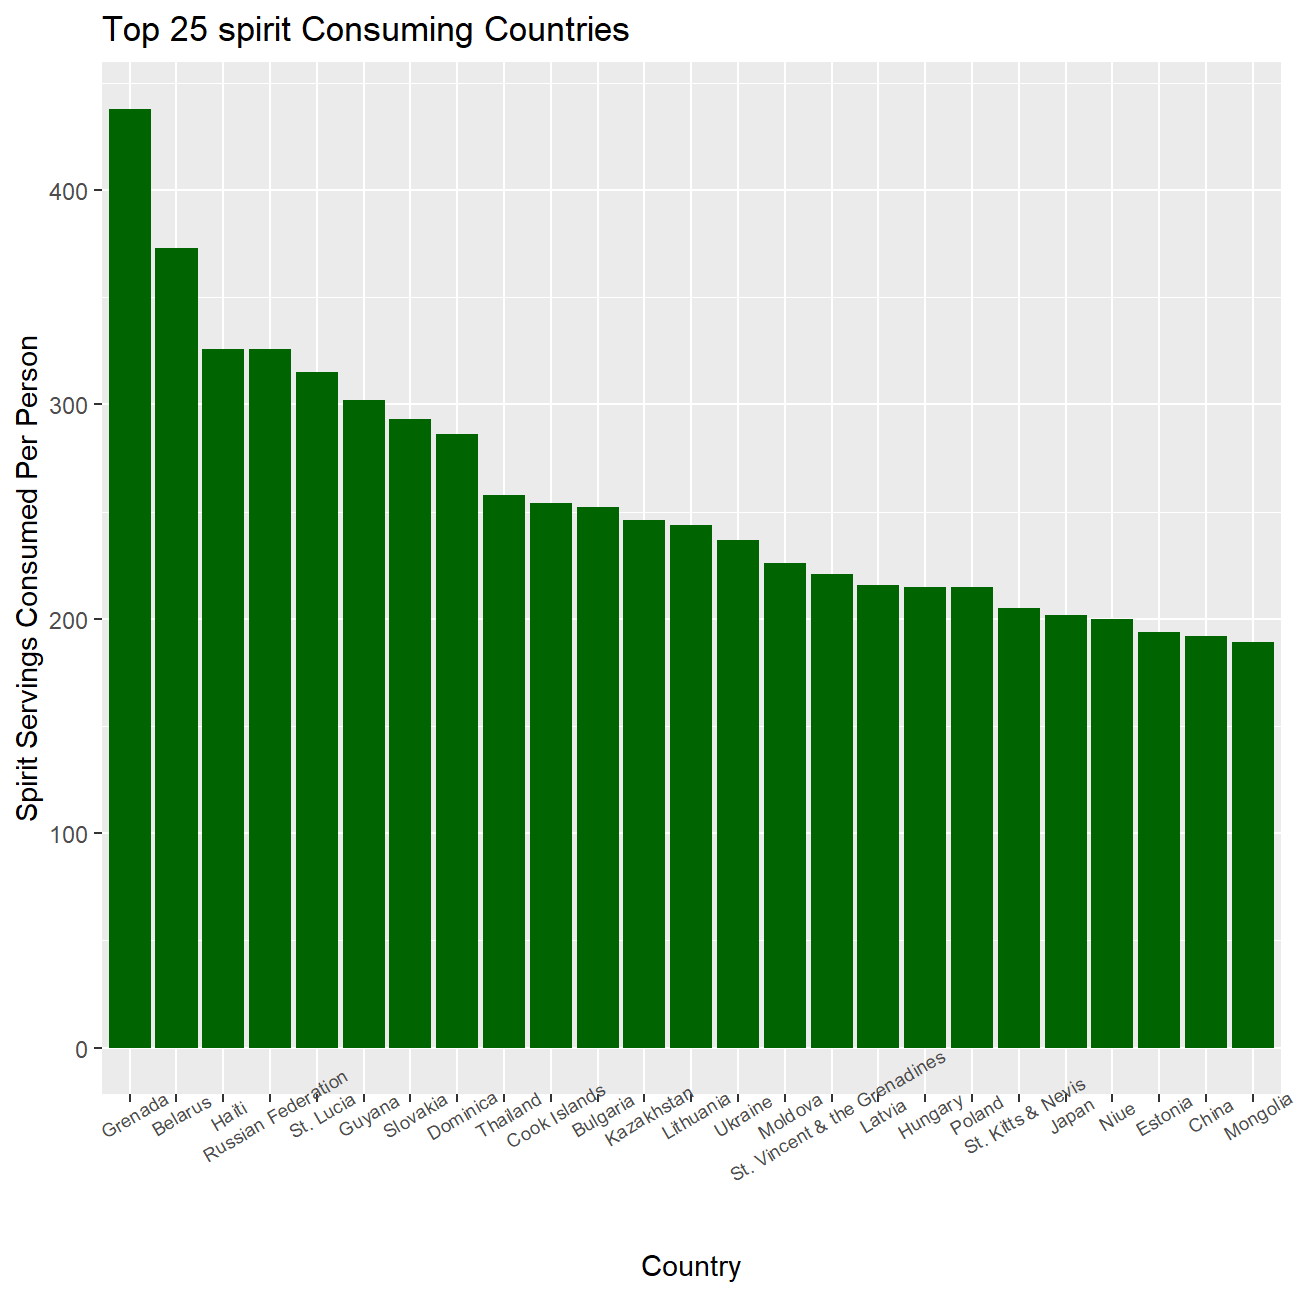 Top 25 spirit Consuming Countries
Spirit Servings Consumed Per Person
400
300
200
100
0
Grenada
Belarus
Haiti
Russian Federation
St. Lucia
Guyana
Slovakia
Dominica
Thailand
Cook Islands
Bulgaria
Kazakhstan
Lithuania
Ukraine
Moldova
St. Vincent & the Grenadines
Latvia
Hungary
Poland
St. Kitts & Nevis
Japan
Niue
Estonia
China
Mongolia
Country